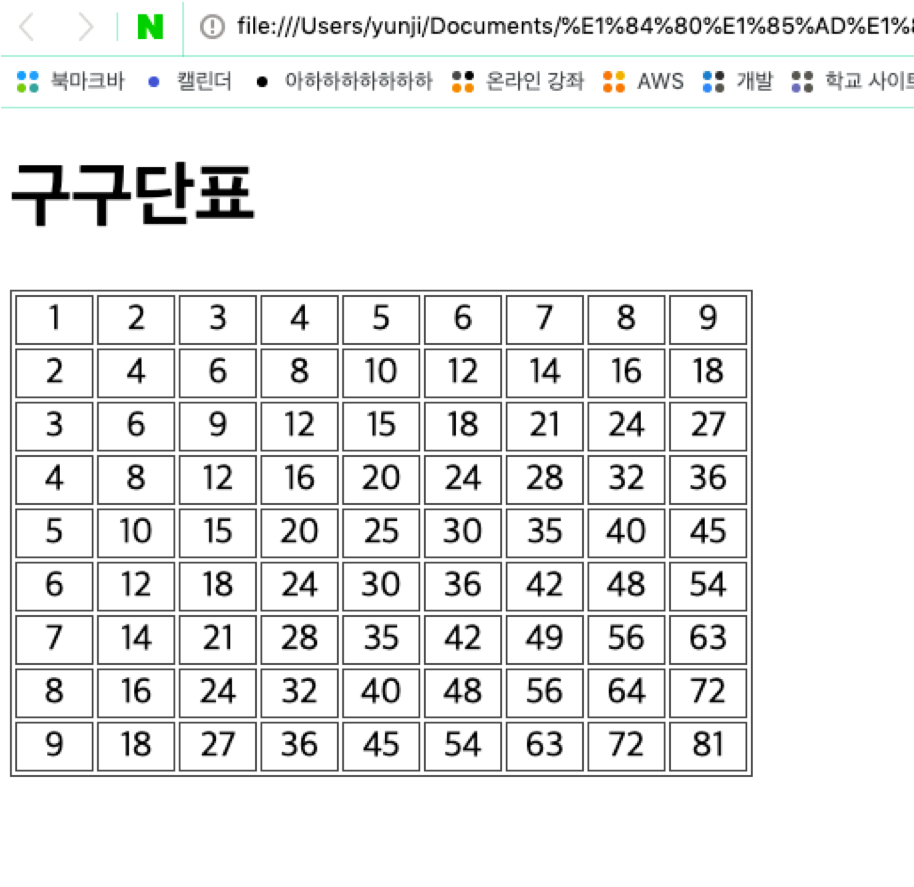 N file:///Users/yunji/Documents/%E1%84%80%E1%85%AD%E1%
북마크바 캘린더 아하하하하하하하 온라인 강좌 AWS 개발 학교 사이트
구구단표
1 2 3 4 5 6 7 8 9
2 4 6 8 10 12 14 16 18
3 6 9 12 15 18 21 24 27
4 8 12 16 20 24 28 32 36
5 10 15 20 25 30 35 40 45
6 12 18 24 30 36 42 48 54
7 14 21 28 35 42 49 56 63
8 16 24 32 40 48 56 64 72
9 18 27 36 45 54 63 72 81